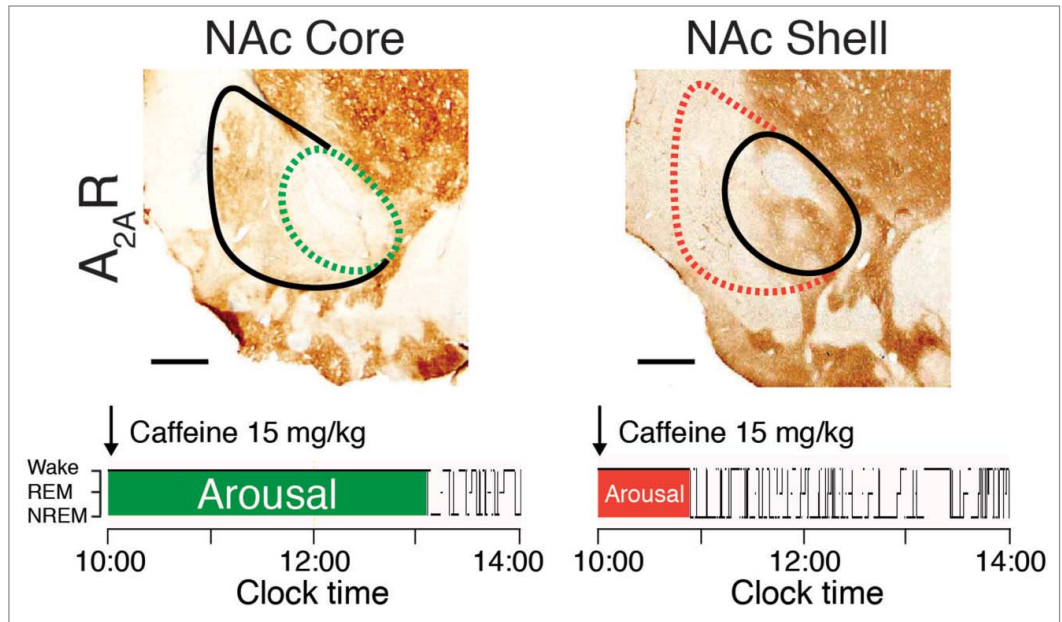 NAc Core
NAc Shell
A2AR
Caffeine 15 mg/kg
Wake
REM
NREM
Arousal
10:00
12:00
14:00
Clock time
Caffeine 15 mg/kg
Arousal
10:00
12:00
14:00
Clock time